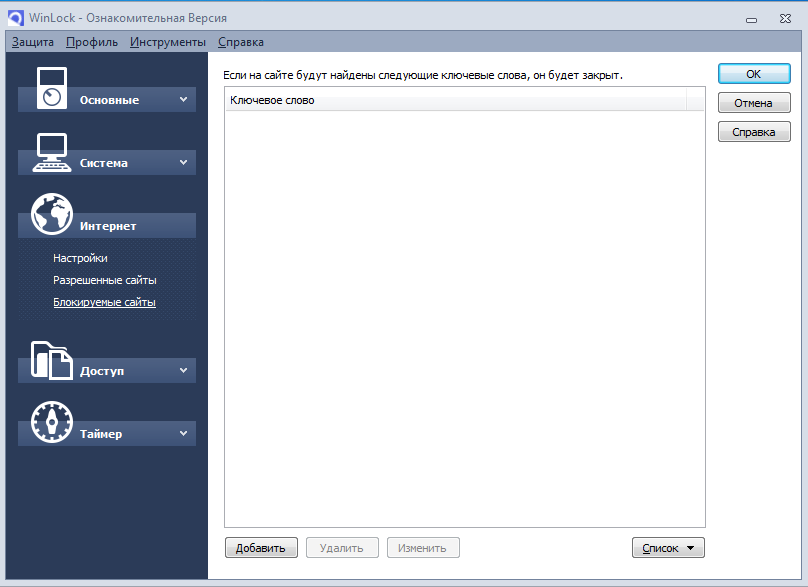 WinLock - Ознакомительная Версия
Защита Профиль Инструменты Справка
Основные
Система
Интернет
Настройки
Разрешенные сайты
Блокируемые сайты
Доступ
Таймер
Если на сайте будут найдены следующие ключевые слова, он будет закрыт.
Ключевое слово
Добавить Удалить Изменить Список
OK
Отмена
Справка